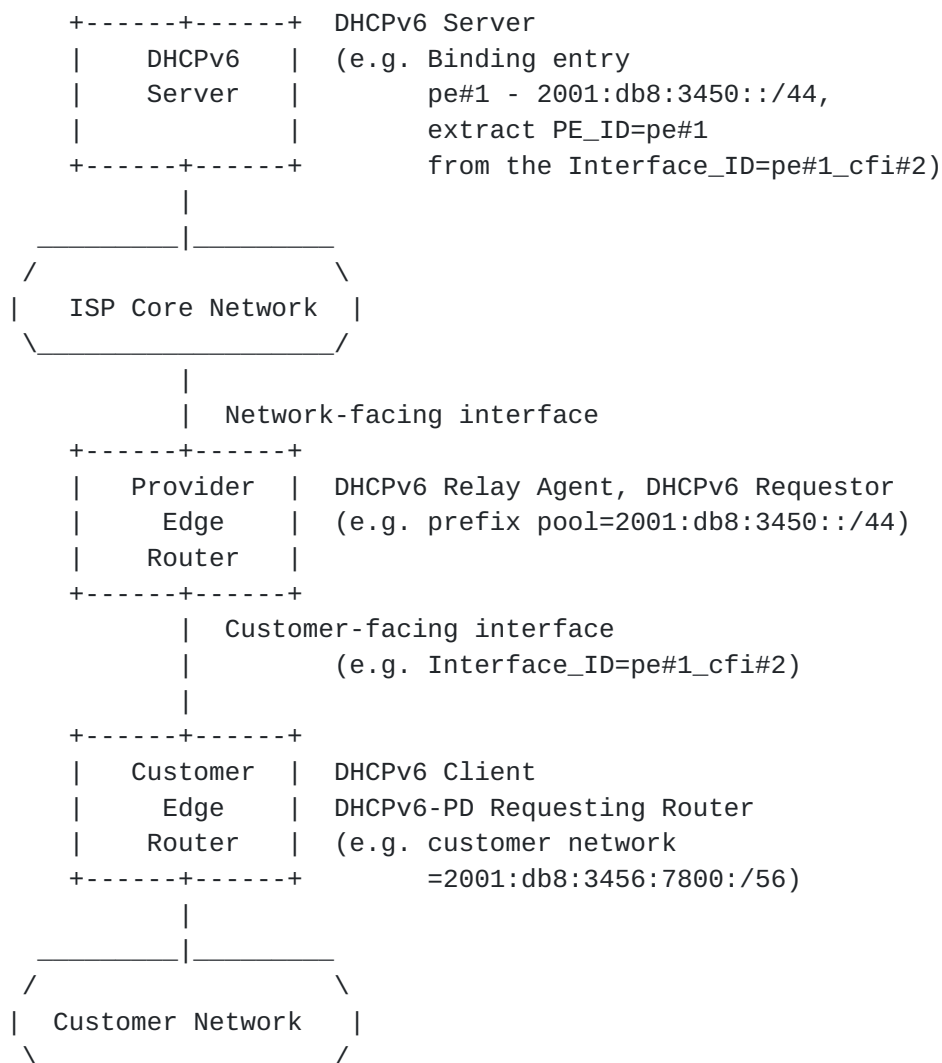 +------+------+  DHCPv6 Server
|    DHCPv6   |  (e.g. Binding entry
|    Server   |        pe#1 - 2001:db8:3450::/44,
|             |        extract PE_ID=pe#1
+------+------+        from the Interface_ID=pe#1_cfi#2)
ISP Core Network
Network-facing interface
+------+------+
|   Provider  |  DHCPv6 Relay Agent, DHCPv6 Requestor
|     Edge    |  (e.g. prefix pool=2001:db8:3450::/44)
|    Router   |
+------+------+
Customer-facing interface
(e.g. Interface_ID=pe#1_cfi#2)
+------+------+
|   Customer  |  DHCPv6 Client
|     Edge    |  DHCPv6-PD Requesting Router
|    Router   |  (e.g. customer network
+------+------+        =2001:db8:3456:7800:/56)
Customer Network